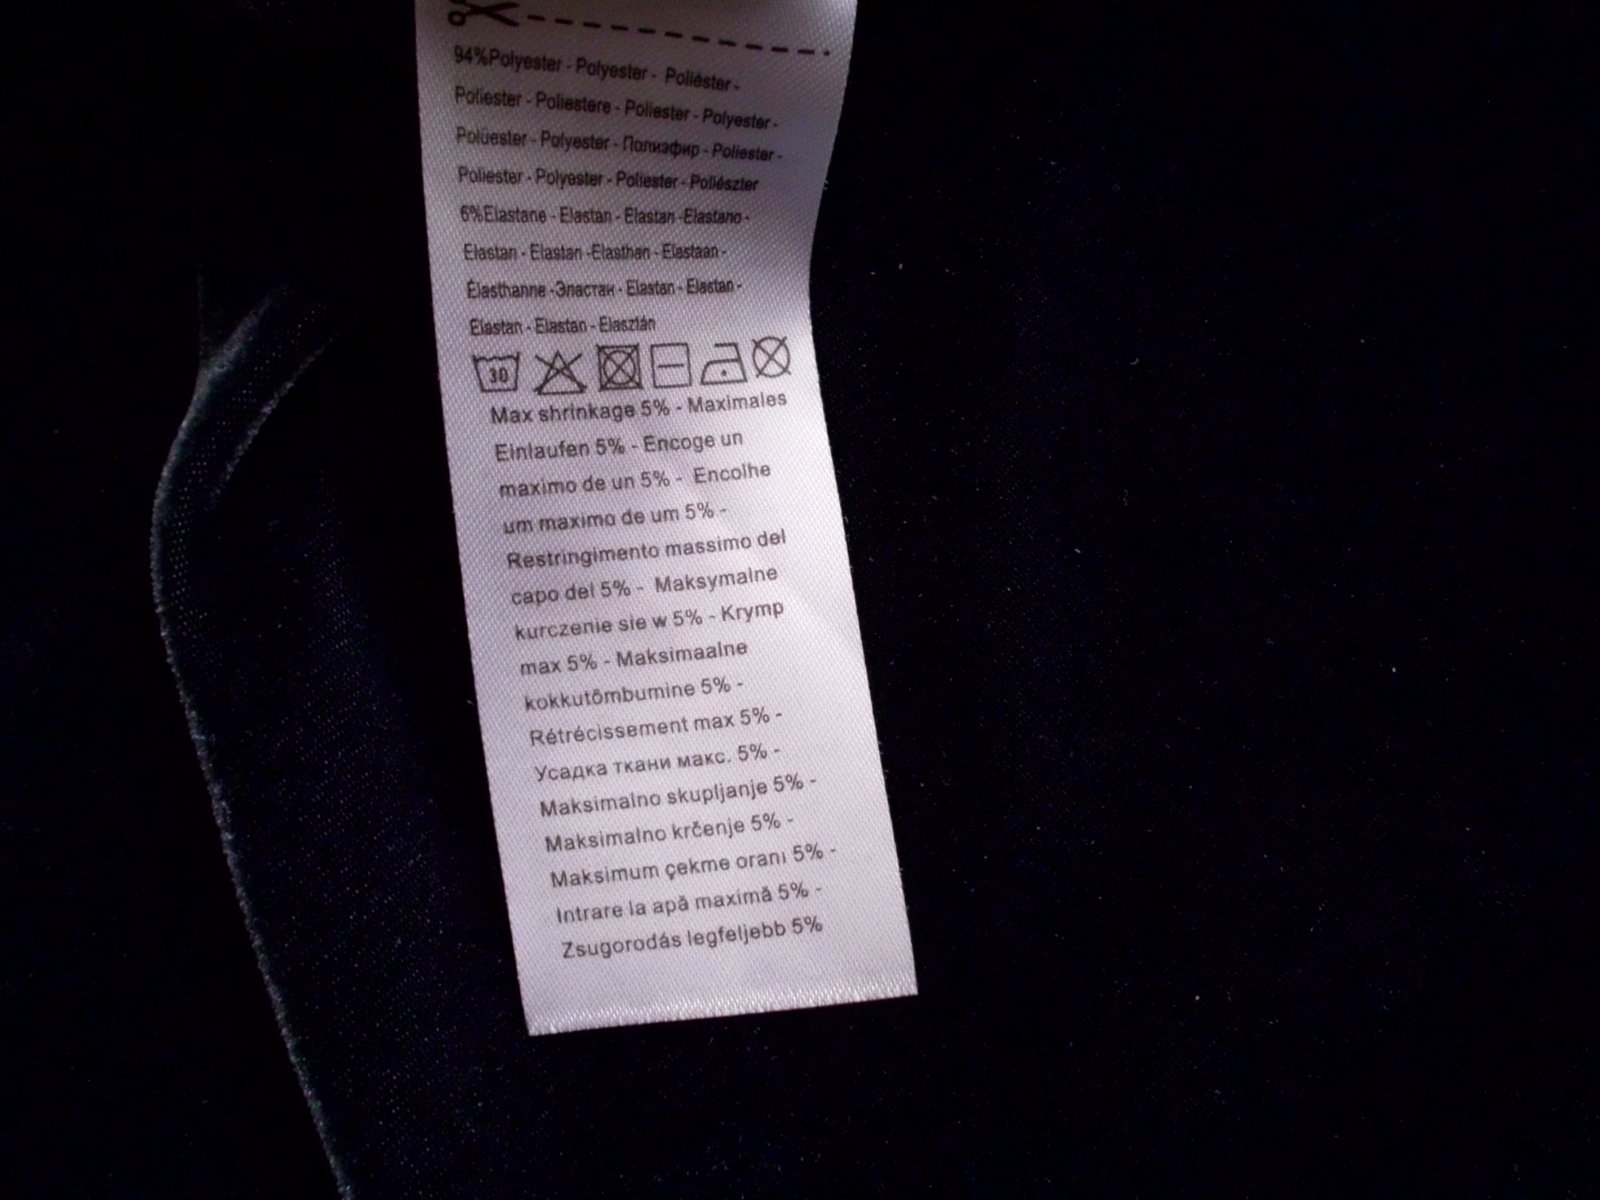 94%Polyester - Polyester - Poliéster -
Poliester - Poliestere - Poliester - Polyester -
Polüester - Polyester - Полиэфир - Poliester -
Poliester - Polyester - Poliester - Poliészter
6%Elastane - Elastan - Elastan -Elastano -
Elastan - Elastan -Elasthan - Elastaan -
Élasthanne -Эластан - Elastan - Elastan -
Elastan - Elastan - Elasztán
30
Max shrinkage 5% - Maximales
Einlaufen 5% - Encoge un
maximo de un 5% - Encolhe
um maximo de um 5% -
Restringimento massimo del
capo del 5% - Maksymalne
kurczenie sie w 5% - Krymp
max 5% - Maksimaalne
kokkutõmbumine 5% -
Rétrécissement max 5% -
Усадка ткани макс. 5% -
Maksimalno skupljanje 5% -
Maksimalno krčenje 5% -
Maksimum çekme oranı 5% -
Intrare la apă maximă 5% -
Zsugorodás legfeljebb 5%